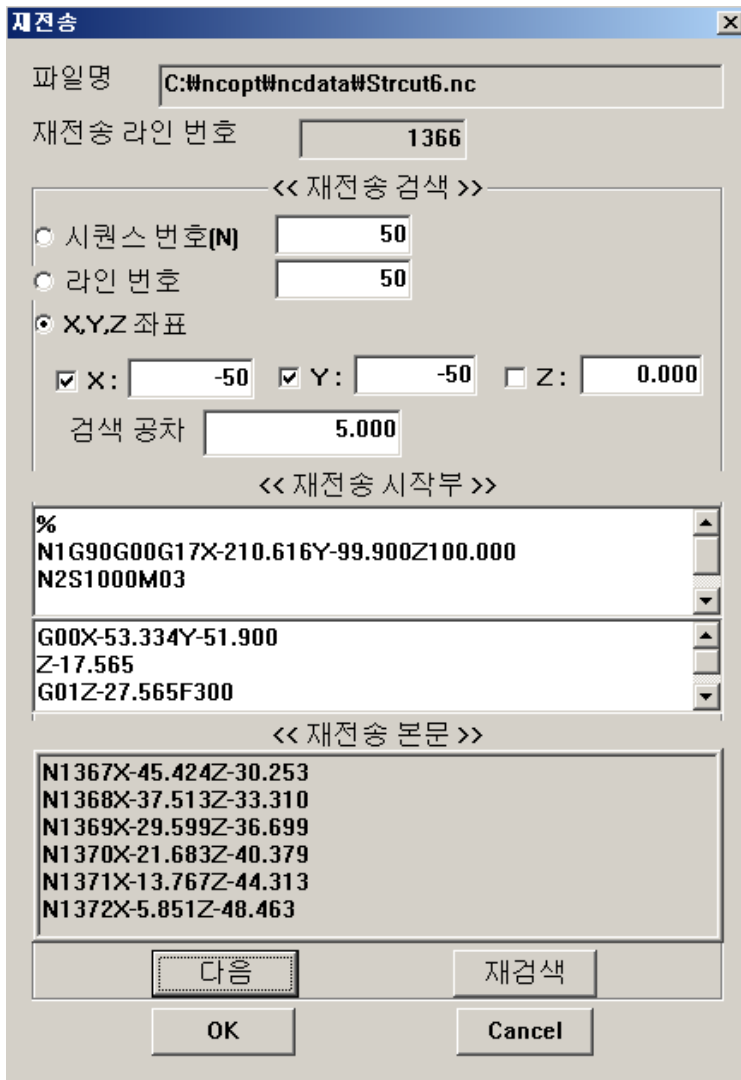 재전송
파일명 C:₩ncopt₩ncdata₩Strcut6.nc
재전송 라인 번호 1366
<< 재전송 검색 >>
시퀀스 번호(N) 50
라인 번호 50
X,Y,Z 좌표
X: -50 Y: -50 Z: 0.000
검색 공차 5.000
<< 재전송 시작부 >>
%
N1G90G00G17X-210.616Y-99.900Z100.000
N2S1000M03
G00X-53.334Y-51.900
Z-17.565
G01Z-27.565F300
<< 재전송 본문 >>
N1367X-45.424Z-30.253
N1368X-37.513Z-33.310
N1369X-29.599Z-36.699
N1370X-21.683Z-40.379
N1371X-13.767Z-44.313
N1372X-5.851Z-48.463
다음 재검색
OK Cancel